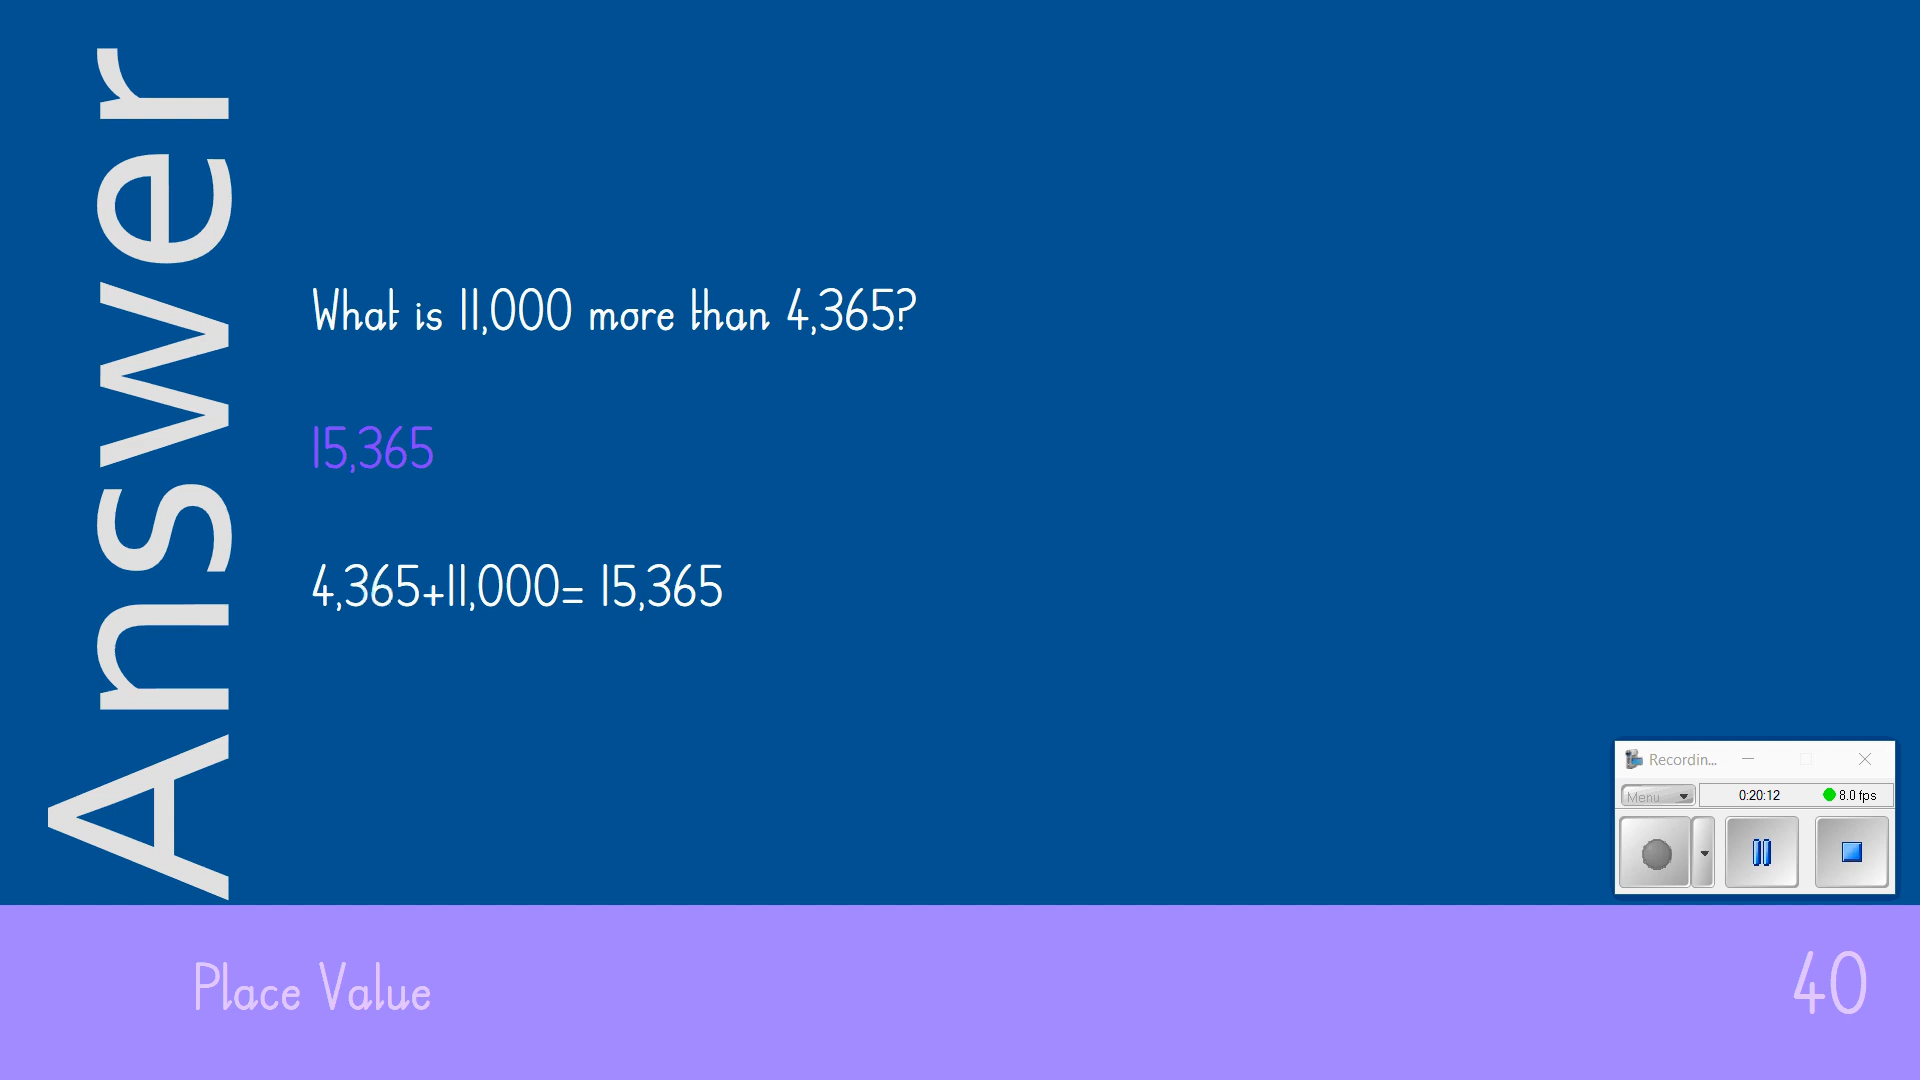 Answer
What is 11,000 more than 4,365?
15,365
4,365+11,000= 15,365
Recordin...
Menu
0:20:12
8.0 fps
Place Value
40